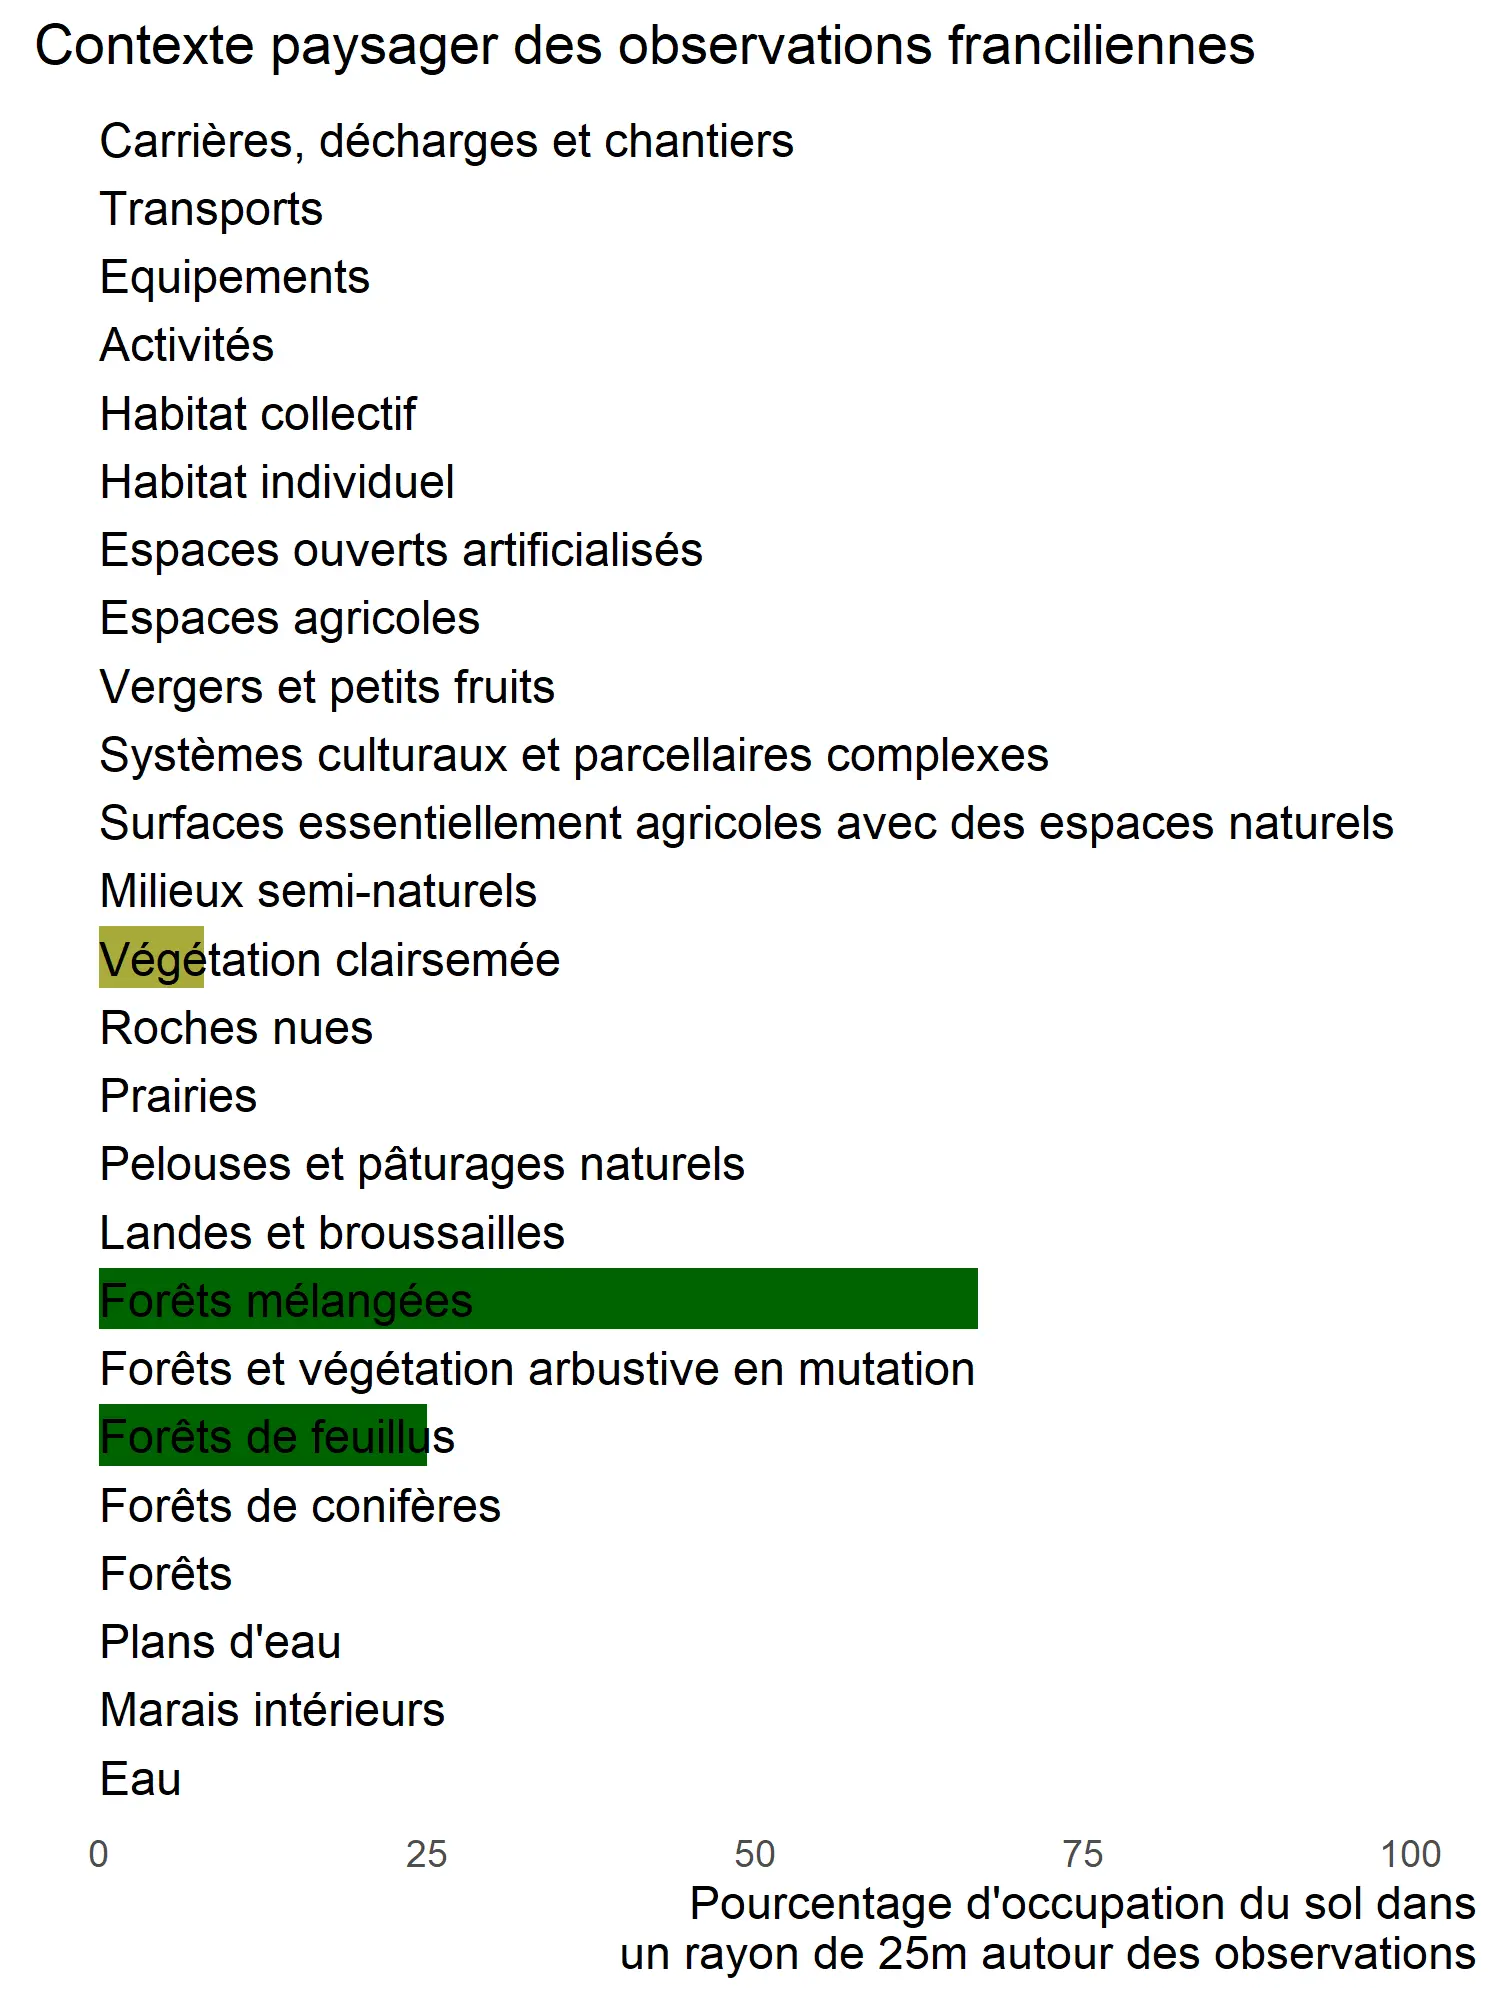 Contexte paysager des observations franciliennes
Carrières, décharges et chantiers
Transports
Equipements
Activités
Habitat collectif
Habitat individuel
Espaces ouverts artificialisés
Espaces agricoles
Vergers et petits fruits
Systèmes culturaux et parcellaires complexes
Surfaces essentiellement agricoles avec des espaces naturels
Milieux semi-naturels
Végétation clairsemée
Roches nues
Prairies
Pelouses et pâturages naturels
Landes et broussailles
Forêts mélangées
Forêts et végétation arbustive en mutation
Forêts de feuillus
Forêts de conifères
Forêts
Plans d'eau
Marais intérieurs
Eau
0 25 50 75 100
Pourcentage d'occupation du sol dans
un rayon de 25m autour des observations